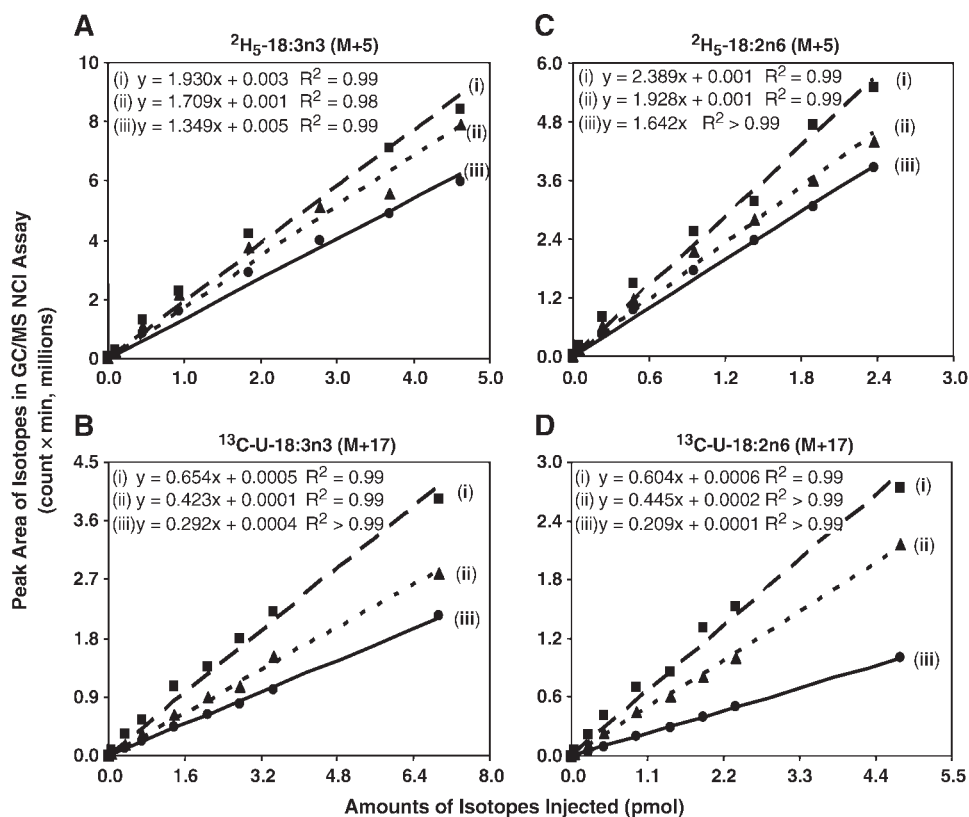 Peak Area of Isotopes in GC/MS NCI Assay
(count × min, millions)
A
²H₅-18:3n3 (M+5)
(i) y = 1.930x + 0.003 R² = 0.99
(ii) y = 1.709x + 0.001 R² = 0.98
(iii)y = 1.349x + 0.005 R² = 0.99
(i)
(ii)
(iii)
10
8
6
4
2
0
0.0 1.0 2.0 3.0 4.0 5.0
C
²H₅-18:2n6 (M+5)
(i) y = 2.389x + 0.001 R² = 0.99
(ii) y = 1.928x + 0.001 R² = 0.99
(iii)y = 1.642x R² > 0.99
(i)
(ii)
(iii)
6.0
4.8
3.6
2.4
1.2
0.0
0.0 0.6 1.2 1.8 2.4 3.0
B
¹³C-U-18:3n3 (M+17)
(i) y = 0.654x + 0.0005 R² = 0.99
(ii) y = 0.423x + 0.0001 R² = 0.99
(iii)y = 0.292x + 0.0004 R² > 0.99
(i)
(ii)
(iii)
4.5
3.6
2.7
1.8
0.9
0.0
0.0 1.6 3.2 4.8 6.4 8.0
D
¹³C-U-18:2n6 (M+17)
(i) y = 0.604x + 0.0006 R² = 0.99
(ii) y = 0.445x + 0.0002 R² > 0.99
(iii)y = 0.209x + 0.0001 R² > 0.99
(i)
(ii)
(iii)
3.0
2.4
1.8
1.2
0.6
0.0
0.0 1.1 2.2 3.3 4.4 5.5
Amounts of Isotopes Injected (pmol)